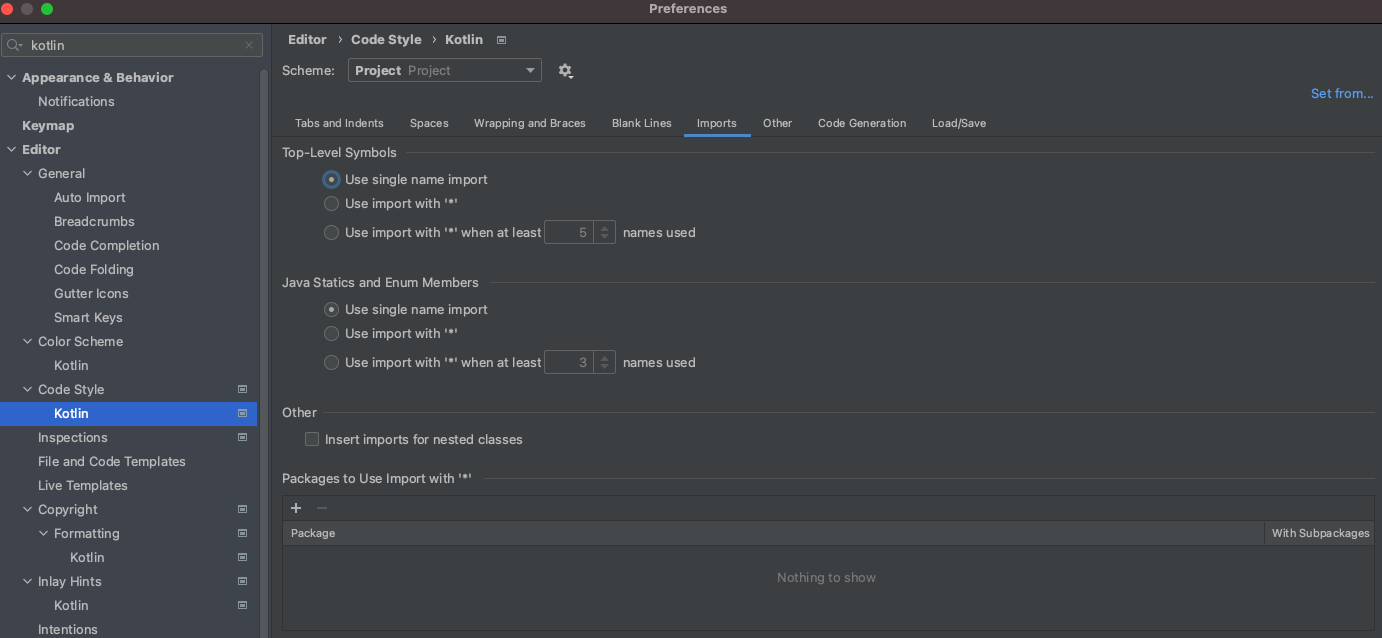 Preferences
kotlin
Appearance & Behavior
Notifications
Keymap
Editor
General
Auto Import
Breadcrumbs
Code Completion
Code Folding
Gutter Icons
Smart Keys
Color Scheme
Kotlin
Code Style
Kotlin
Inspections
File and Code Templates
Live Templates
Copyright
Formatting
Kotlin
Inlay Hints
Kotlin
Intentions
Editor › Code Style › Kotlin
Scheme: Project Project
Set from...
Tabs and Indents Spaces Wrapping and Braces Blank Lines Imports Other Code Generation Load/Save
Top-Level Symbols
Use single name import
Use import with '*'
Use import with '*' when at least 5 names used
Java Statics and Enum Members
Use single name import
Use import with '*'
Use import with '*' when at least 3 names used
Other
Insert imports for nested classes
Packages to Use Import with '*'
Package With Subpackages
Nothing to show